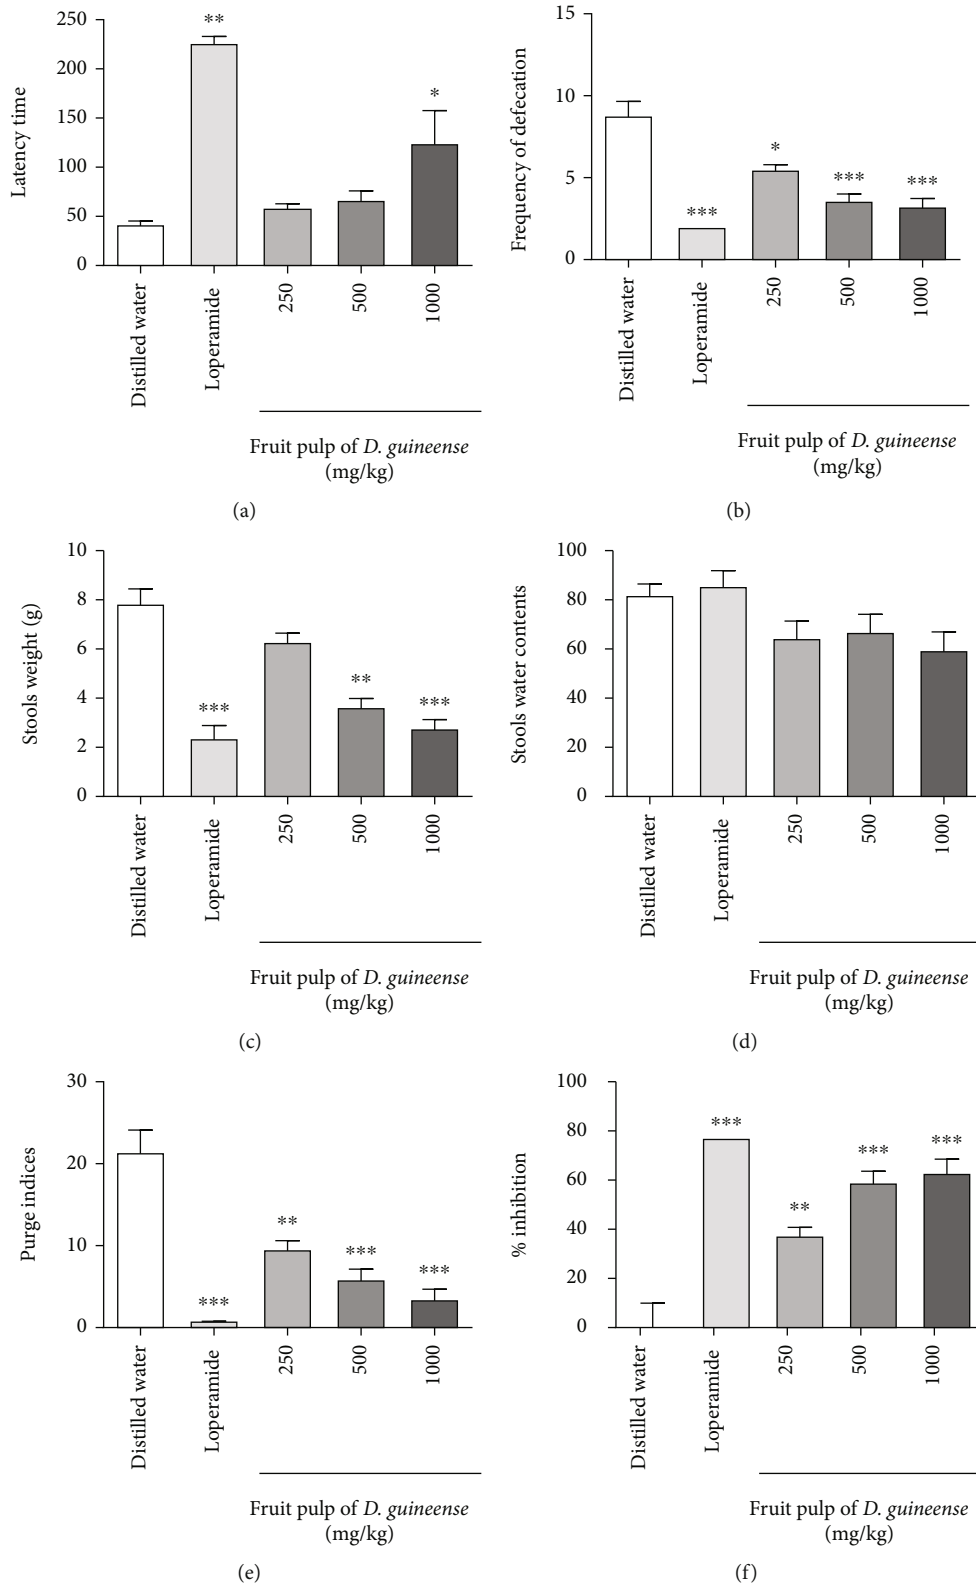 250
200
150
100
50
0
Latency time
**
*
Distilled water
Loperamide
250
500
1000
Fruit pulp of D. guineense
(mg/kg)
(a)
15
10
5
0
Frequency of defecation
***
*
***
***
Distilled water
Loperamide
250
500
1000
Fruit pulp of D. guineense
(mg/kg)
(b)
10
8
6
4
2
0
Stools weight (g)
***
**
***
Distilled water
Loperamide
250
500
1000
Fruit pulp of D. guineense
(mg/kg)
(c)
100
80
60
40
20
0
Stools water contents
Distilled water
Loperamide
250
500
1000
Fruit pulp of D. guineense
(mg/kg)
(d)
30
20
10
0
Purge indices
***
**
***
***
Distilled water
Loperamide
250
500
1000
Fruit pulp of D. guineense
(mg/kg)
(e)
100
80
60
40
20
0
% inhibition
***
**
***
***
Distilled water
Loperamide
250
500
1000
Fruit pulp of D. guineense
(mg/kg)
(f)